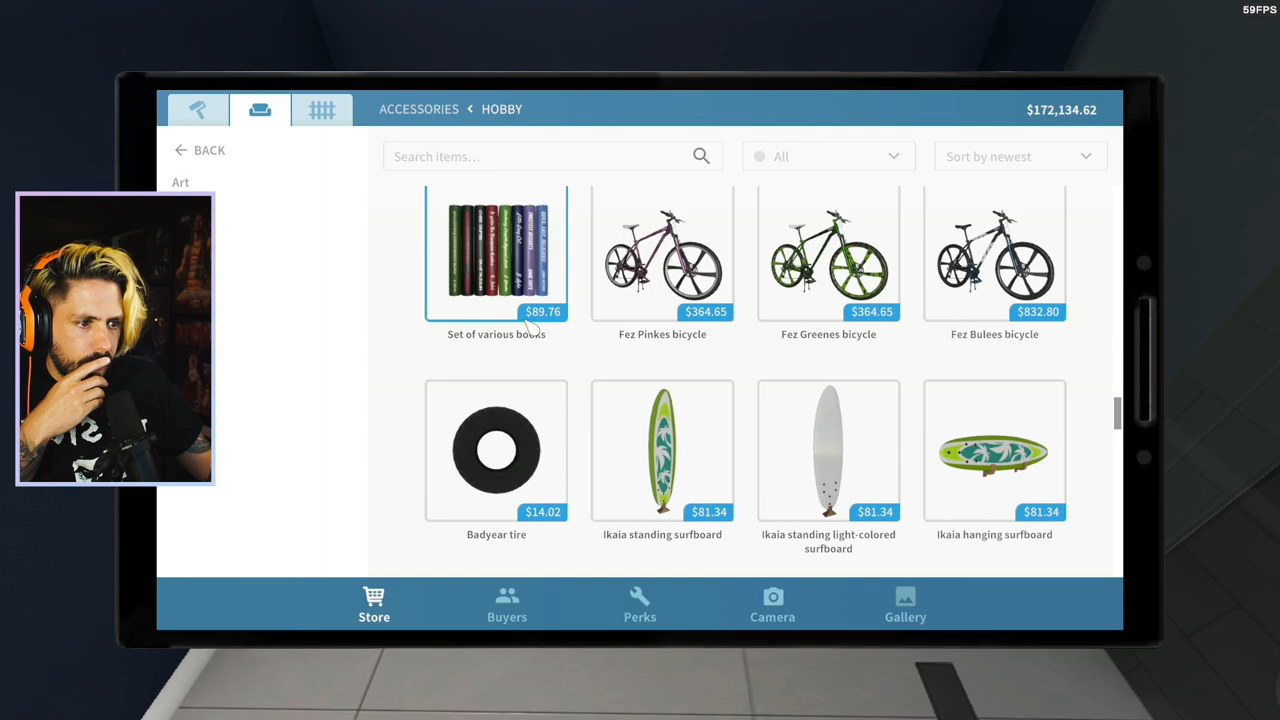 59FPS
ACCESSORIES < HOBBY
$172,134.62
BACK
Search items...
All
Sort by newest
Art
$89.76
$364.65
$364.65
$832.80
Set of various books
Fez Pinkes bicycle
Fez Greenes bicycle
Fez Bulees bicycle
$14.02
$81.34
$81.34
$81.34
Badyear tire
Ikaia standing surfboard
Ikaia standing light-colored
surfboard
Ikaia hanging surfboard
Store
Buyers
Perks
Camera
Gallery